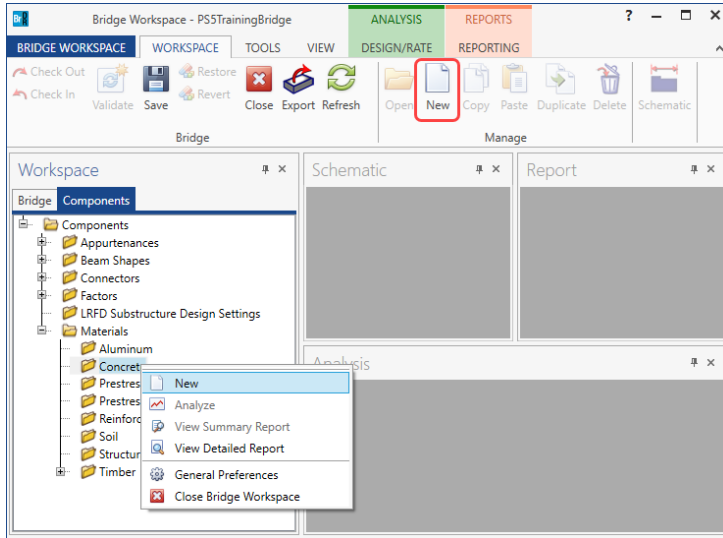 Br R
Bridge Workspace - PS5TrainingBridge
ANALYSIS
REPORTS
?
BRIDGE WORKSPACE
WORKSPACE
TOOLS
VIEW
DESIGN/RATE
REPORTING
Check Out
Check In
Validate
Save
Restore
Revert
Close
Export
Refresh
Open
New
Copy
Paste
Duplicate
Delete
Schematic
Bridge
Manage
Workspace
Schematic
Report
Bridge
Components
Components
Appurtenances
Beam Shapes
Connectors
Factors
LRFD Substructure Design Settings
Materials
Aluminum
Concret
Prestres
Prestres
Reinforc
Soil
Structur
Timber
New
Analyze
View Summary Report
View Detailed Report
General Preferences
Close Bridge Workspace
Analysis